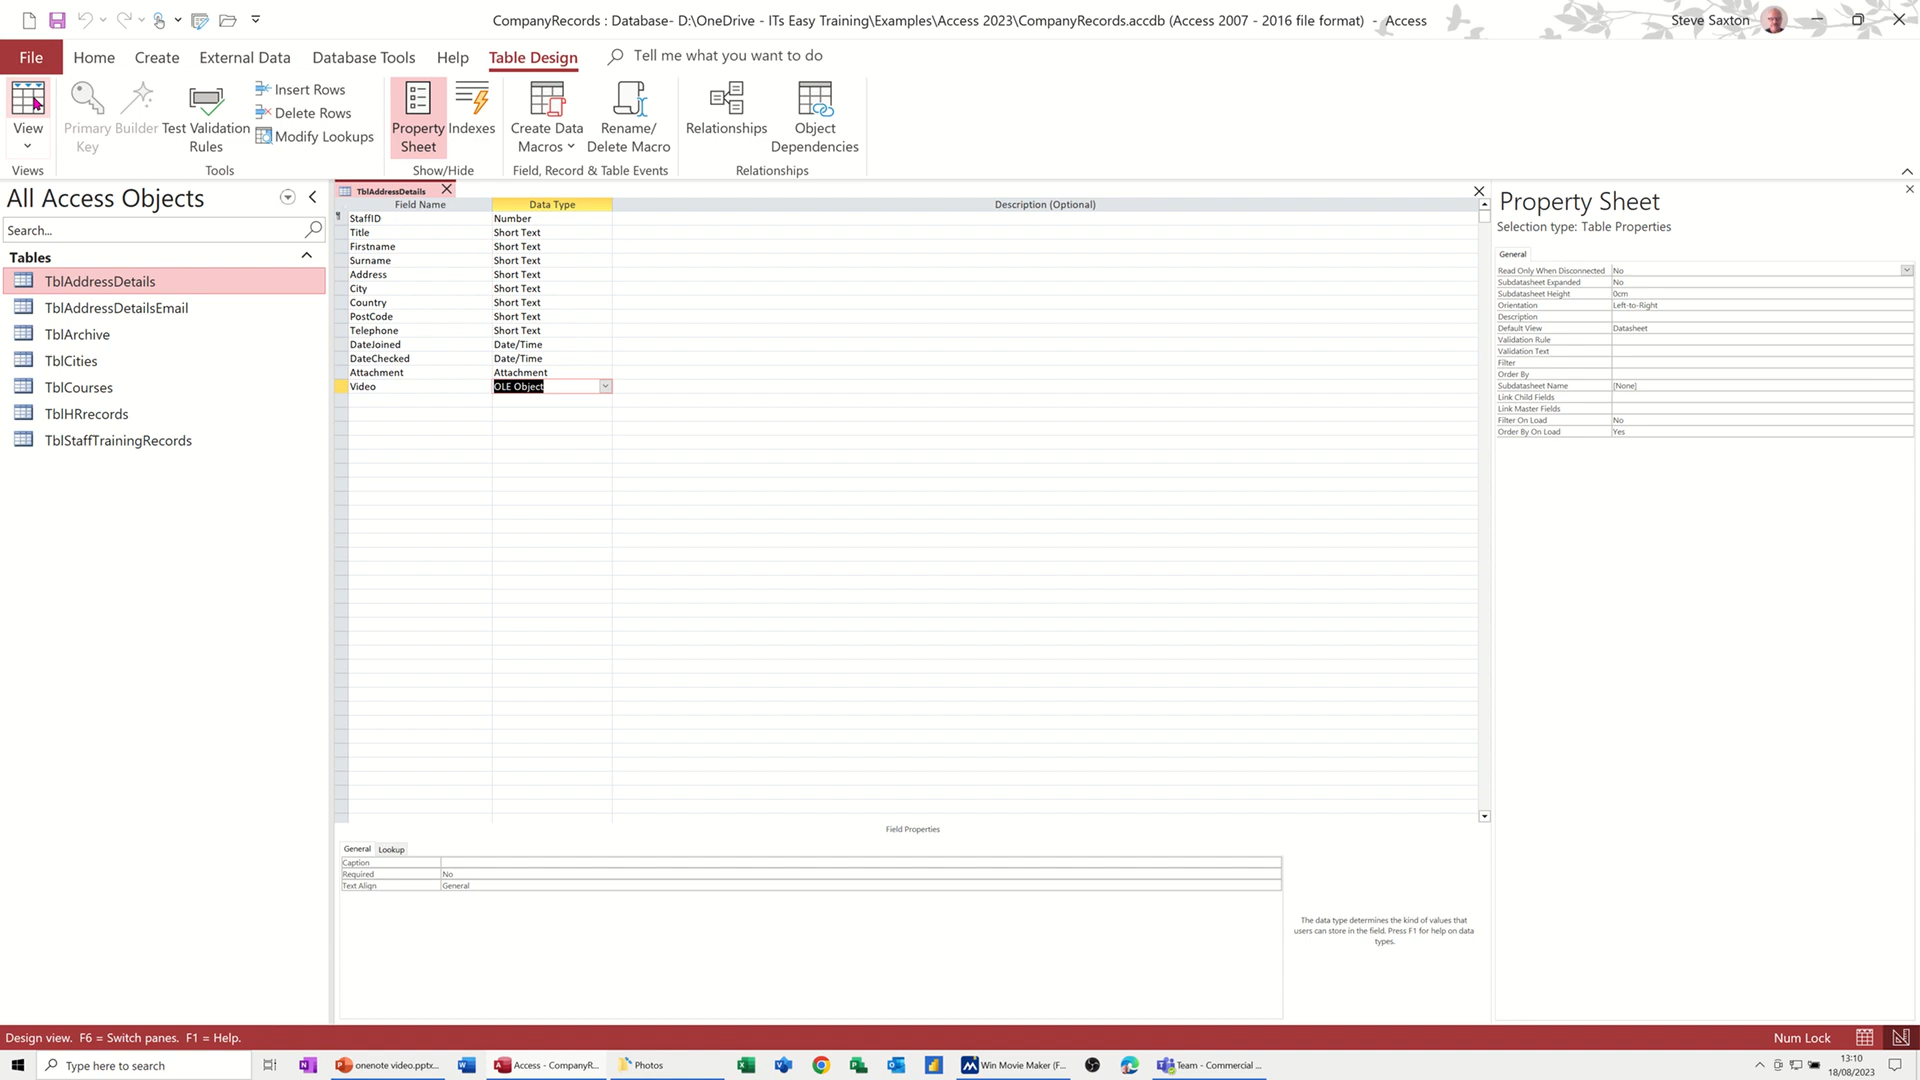 CompanyRecords : Database- D:\OneDrive - ITs Easy Training\Examples\Access 2023\CompanyRecords.accdb (Access 2007 - 2016 file format) - Access
Steve Saxton
File Home Create External Data Database Tools Help Table Design Tell me what you want to do
View
Primary Key
Builder
Test Validation Rules
Insert Rows
Delete Rows
Modify Lookups
Property Sheet
Indexes
Create Data Macros
Rename/ Delete Macro
Relationships
Object Dependencies
Views Tools Show/Hide Field, Record & Table Events Relationships
All Access Objects
Search...
Tables
TblAddressDetails
TblAddressDetailsEmail
TblArchive
TblCities
TblCourses
TblHRrecords
TblStaffTrainingRecords
TblAddressDetails
Field Name Data Type Description (Optional)
StaffID Number
Title Short Text
Firstname Short Text
Surname Short Text
Address Short Text
City Short Text
Country Short Text
PostCode Short Text
Telephone Short Text
DateJoined Date/Time
DateChecked Date/Time
Attachment Attachment
Video OLE Object
Field Properties
General Lookup
Caption
Required No
Text Align General
The data type determines the kind of values that
users can store in the field. Press F1 for help on data
types.
Property Sheet
Selection type: Table Properties
General
Read Only When Disconnected No
Subdatasheet Expanded No
Subdatasheet Height 0cm
Orientation Left-to-Right
Description
Default View Datasheet
Validation Rule
Validation Text
Filter
Order By
Subdatasheet Name [None]
Link Child Fields
Link Master Fields
Filter On Load No
Order By On Load Yes
Design view. F6 = Switch panes. F1 = Help.
Num Lock
Type here to search
onenote video.pptx...
Access - CompanyR...
Photos
Win Movie Maker (F...
Team - Commercial ...
13:10
18/08/2023